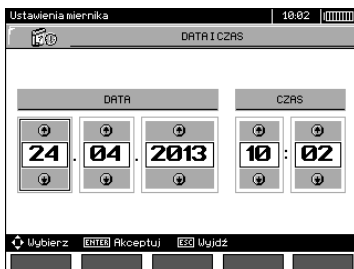 Ustawienia miernika 10:02
DATA I CZAS
DATA CZAS
24 . 04 . 2013 10 : 02
Wybierz ENTER Akceptuj ESC Wyjdź